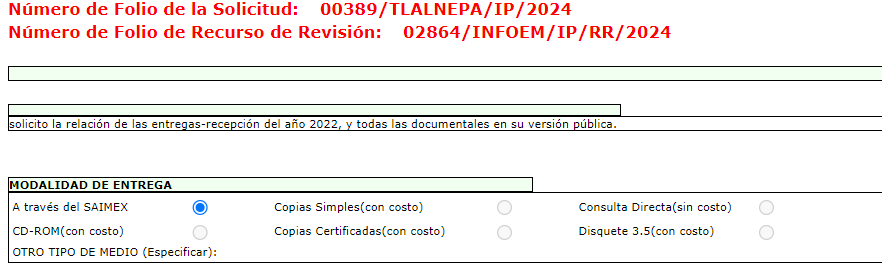 Número de Folio de la Solicitud: 00389/TLALNEPA/IP/2024
Número de Folio de Recurso de Revisión: 02864/INFOEM/IP/RR/2024
solicito la relación de las entregas-recepción del año 2022, y todas las documentales en su versión pública.
MODALIDAD DE ENTREGA
A través del SAIMEX Copias Simples(con costo) Consulta Directa(sin costo)
CD-ROM(con costo) Copias Certificadas(con costo) Disquete 3.5(con costo)
OTRO TIPO DE MEDIO (Especificar):